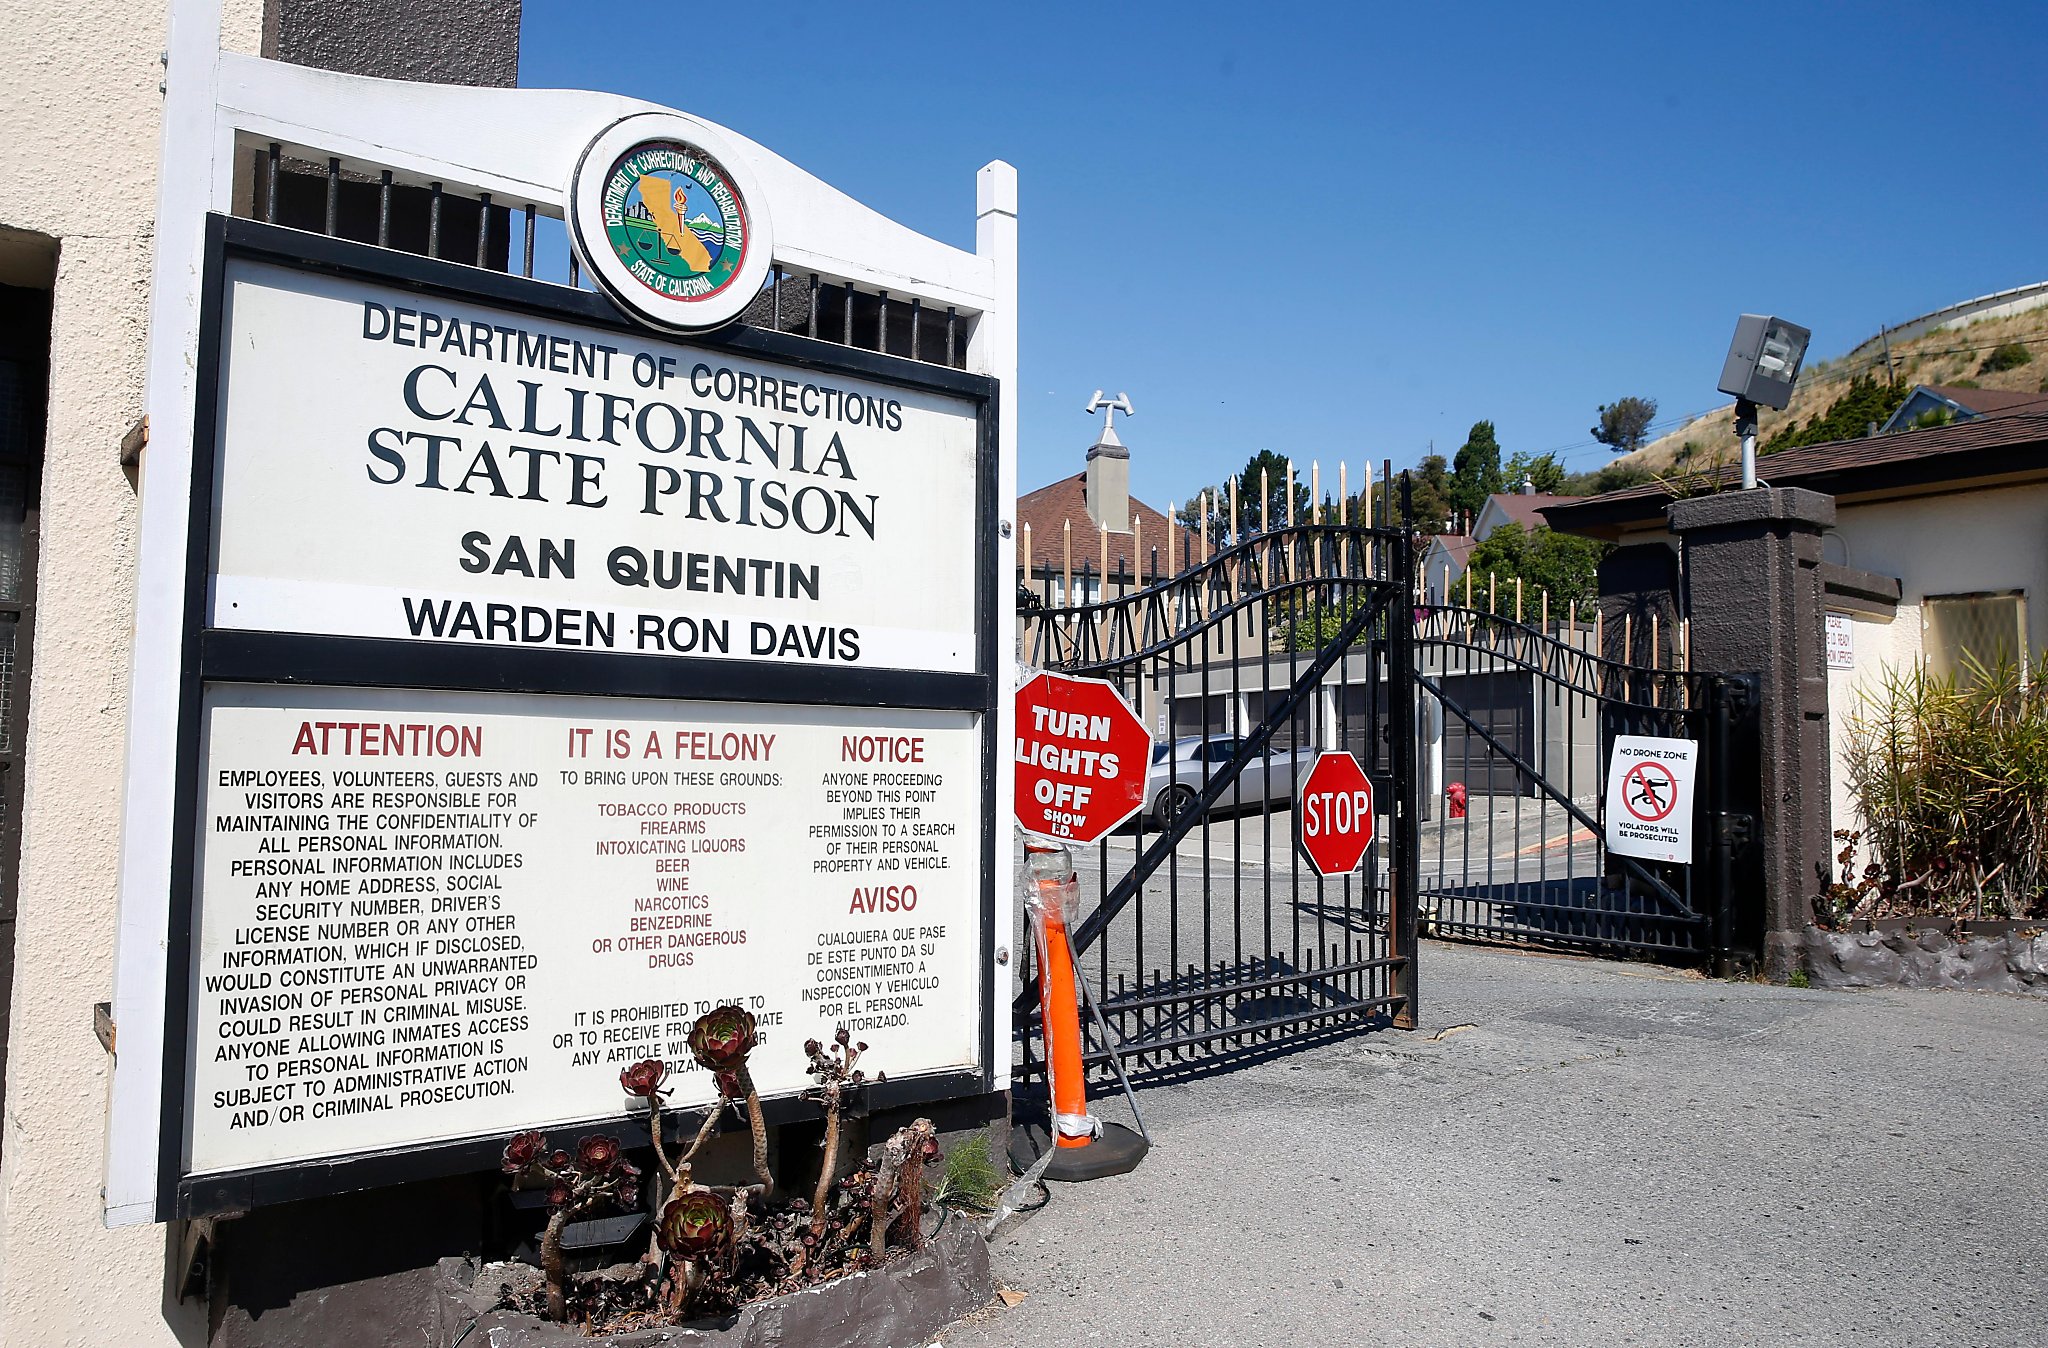 DEPARTMENT OF CORRECTIONS AND REHABILITATION
STATE OF CALIFORNIA
DEPARTMENT OF CORRECTIONS
CALIFORNIA
STATE PRISON
SAN QUENTIN
WARDEN RON DAVIS
ATTENTION
EMPLOYEES, VOLUNTEERS, GUESTS AND
VISITORS ARE RESPONSIBLE FOR
MAINTAINING THE CONFIDENTIALITY OF
ALL PERSONAL INFORMATION.
PERSONAL INFORMATION INCLUDES
ANY HOME ADDRESS, SOCIAL
SECURITY NUMBER, DRIVER'S
LICENSE NUMBER OR ANY OTHER
INFORMATION, WHICH IF DISCLOSED,
WOULD CONSTITUTE AN UNWARRANTED
INVASION OF PERSONAL PRIVACY OR
COULD RESULT IN CRIMINAL MISUSE.
ANYONE ALLOWING INMATES ACCESS
TO PERSONAL INFORMATION IS
SUBJECT TO ADMINISTRATIVE ACTION
AND/OR CRIMINAL PROSECUTION.
IT IS A FELONY
TO BRING UPON THESE GROUNDS:
TOBACCO PRODUCTS
FIREARMS
INTOXICATING LIQUORS
BEER
WINE
NARCOTICS
BENZEDRINE
OR OTHER DANGEROUS
DRUGS
IT IS PROHIBITED TO GIVE TO
OR TO RECEIVE FRO MATE
ANY ARTICLE WIT R
A ORIZAT
NOTICE
ANYONE PROCEEDING
BEYOND THIS POINT
IMPLIES THEIR
PERMISSION TO A SEARCH
OF THEIR PERSONAL
PROPERTY AND VEHICLE.
AVISO
CUALQUIERA QUE PASE
DE ESTE PUNTO DA SU
CONSENTIMIENTO A
INSPECCION Y VEHICULO
POR EL PERSONAL
AUTORIZADO.
TURN
LIGHTS
OFF
SHOW
I.D.
STOP
NO DRONE ZONE
VIOLATORS WILL
BE PROSECUTED
PLEASE
I.D. READY
OFFICER